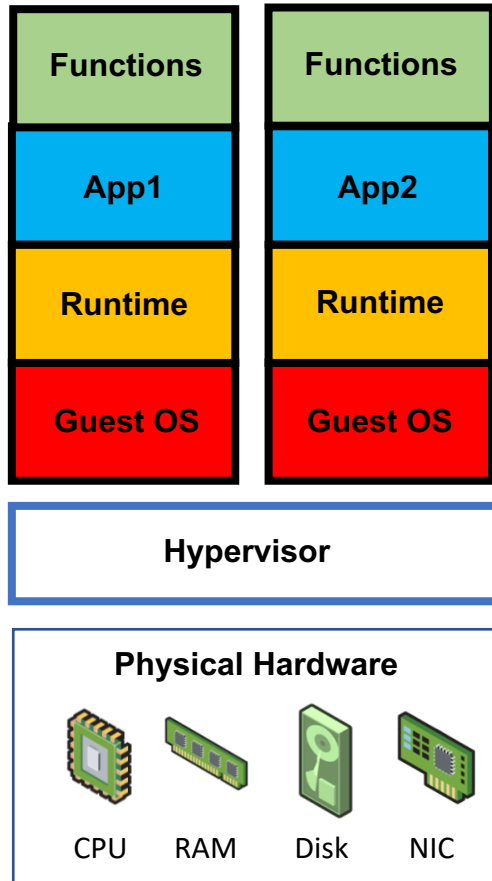 Functions
Functions
App1
App2
Runtime
Runtime
Guest OS
Guest OS
Hypervisor
Physical Hardware
CPU
RAM
Disk
NIC